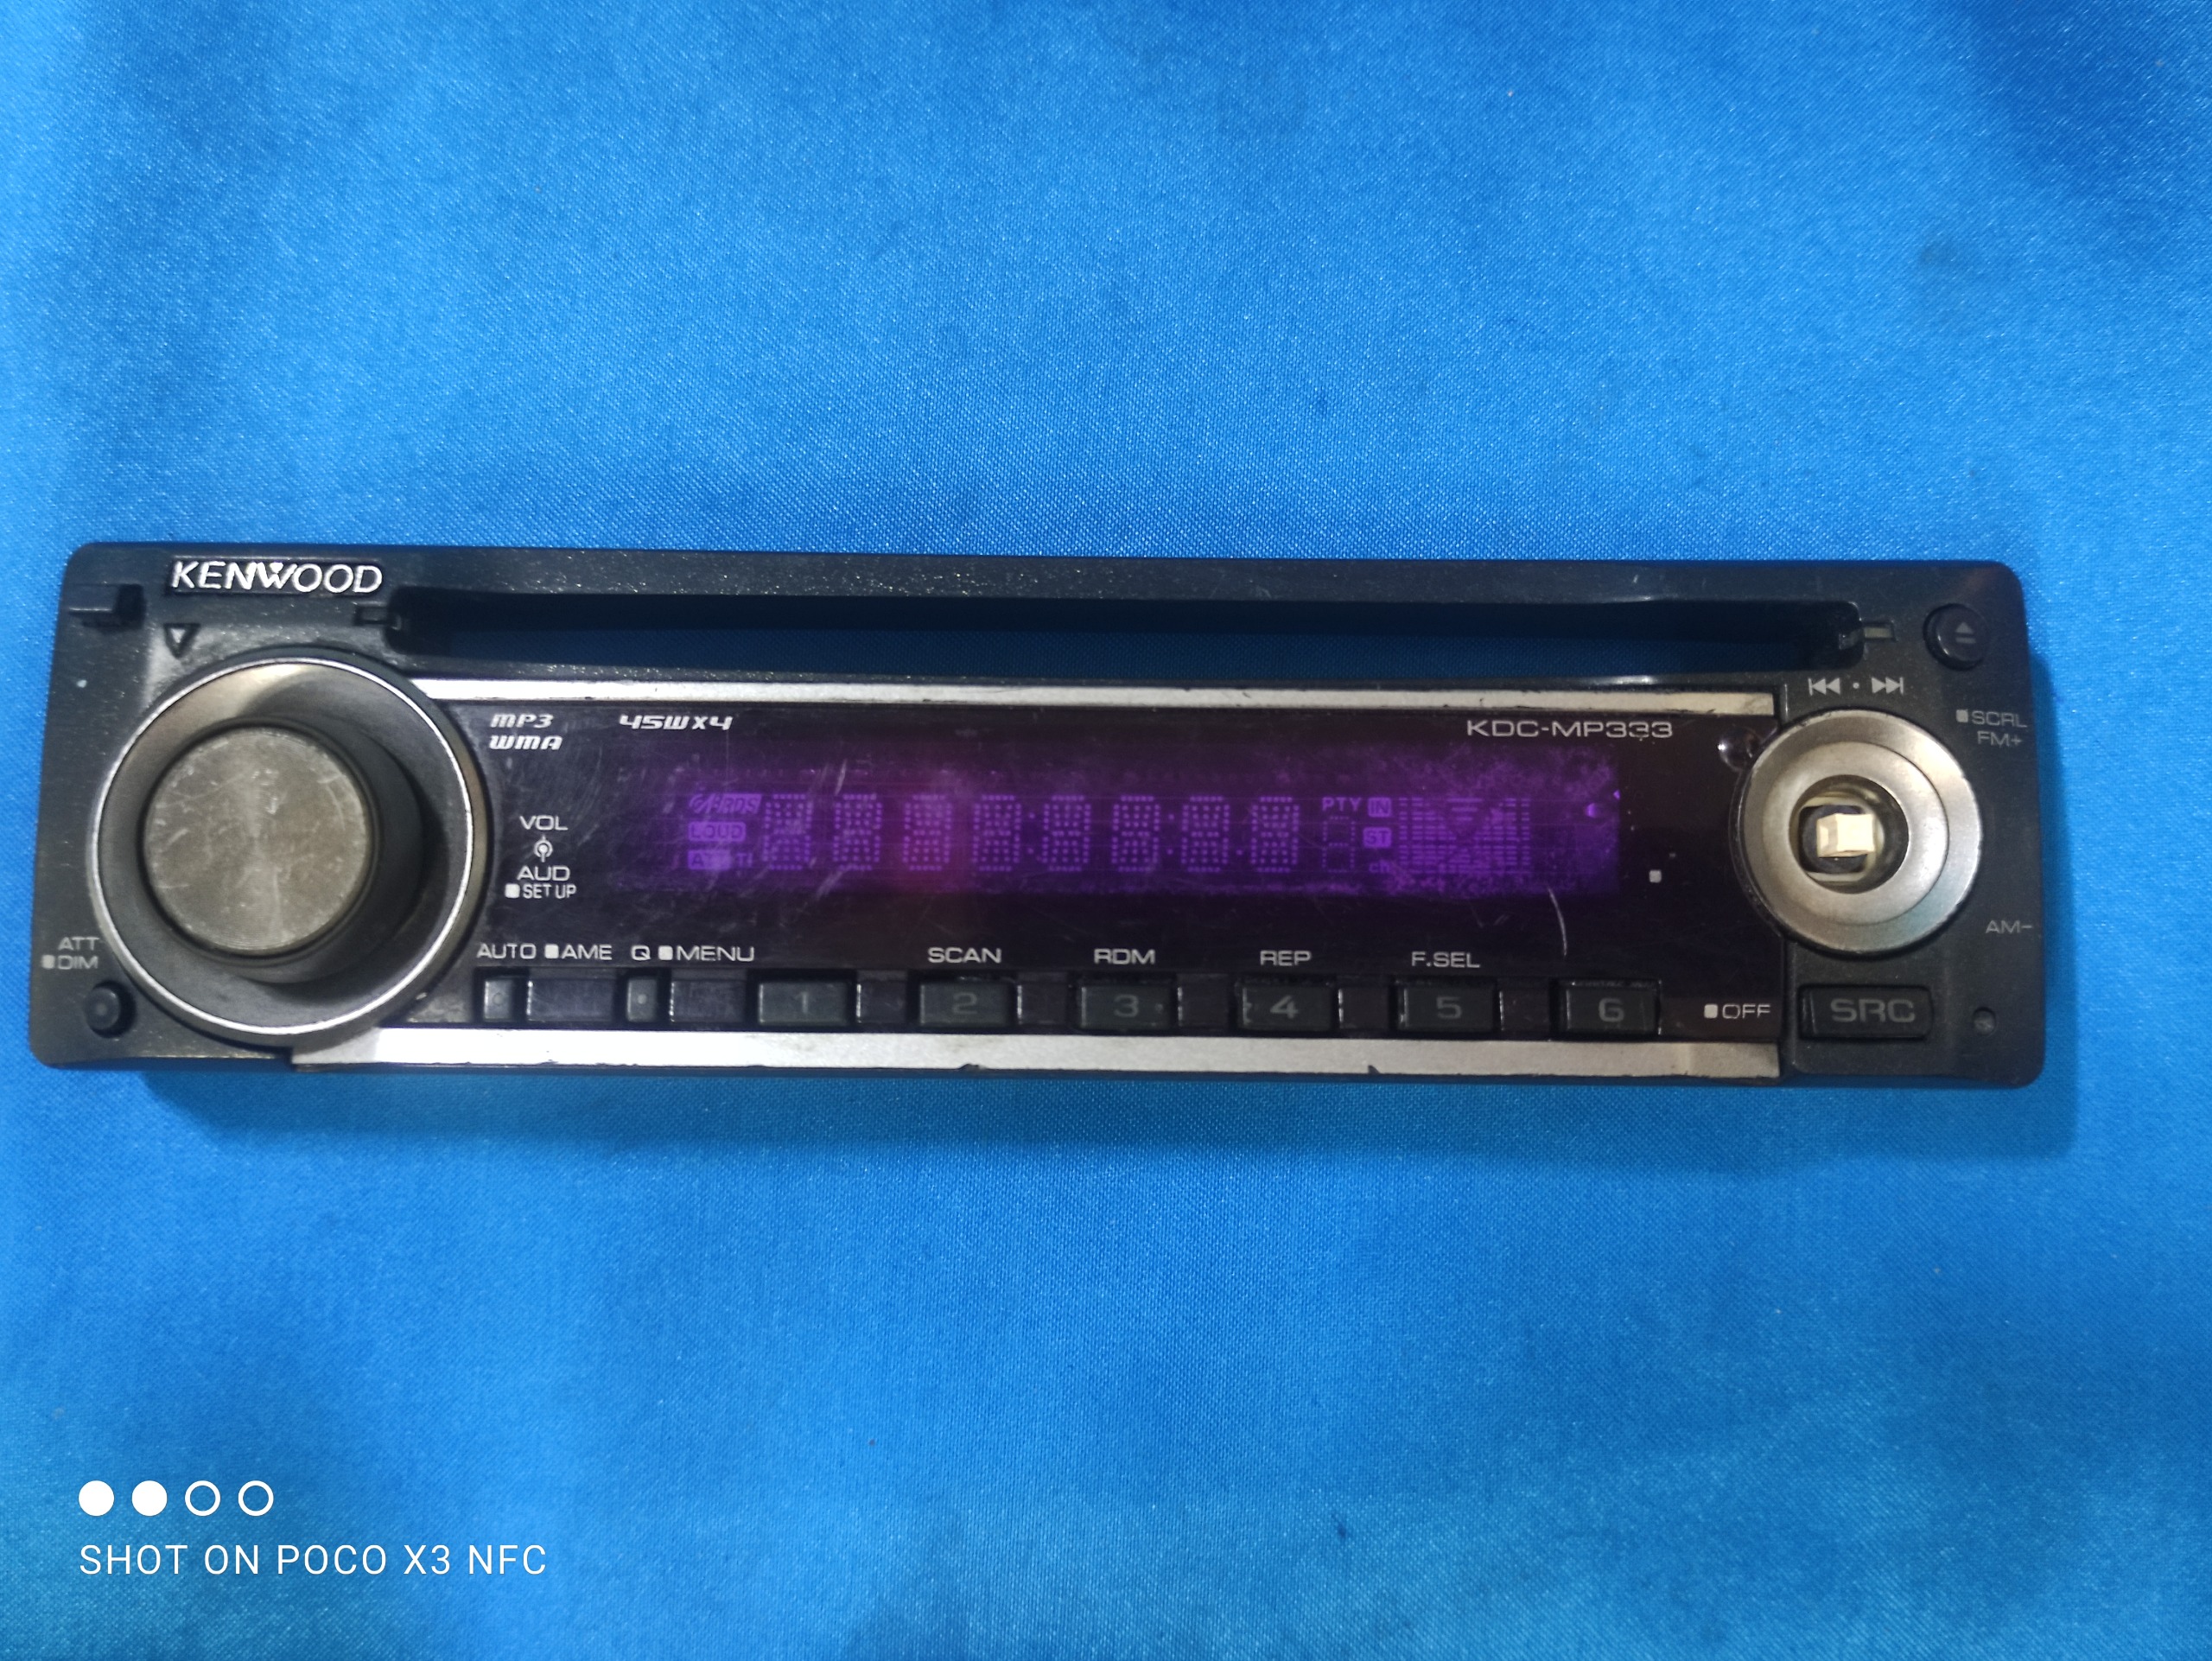 KENWOOD
MP3
WMA
45WX4
KDC-MP333
SCRL
FM+
RDS
LOUD
TI
PTY
IN
ST
VOL
AUD
SET UP
ATT
DIM
AM-
AUTO AME
Q MENU
SCAN
RDM
REP
F.SEL
1
2
3
4
5
6
OFF
SRC
SHOT ON POCO X3 NFC